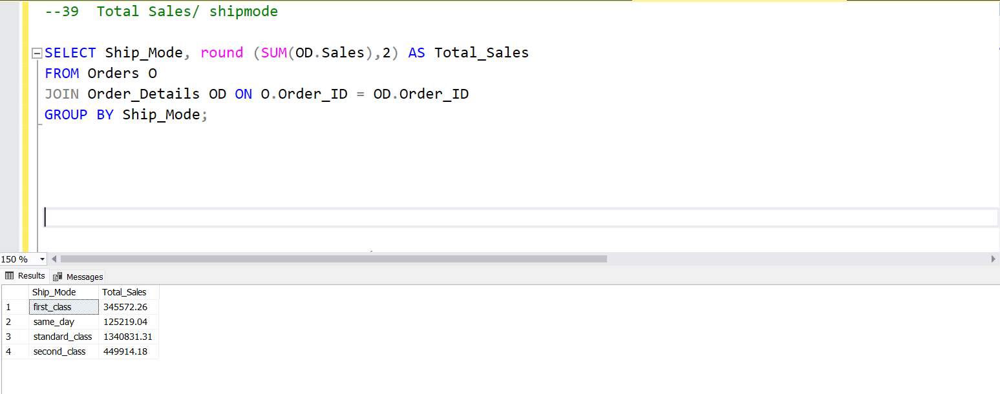 --39  Total Sales/ shipmode
SELECT Ship_Mode, round (SUM(OD.Sales),2) AS Total_Sales
FROM Orders O
JOIN Order_Details OD ON O.Order_ID = OD.Order_ID
GROUP BY Ship_Mode;
150 %
Results Messages
Ship_Mode Total_Sales
1 first_class 345572.26
2 same_day 125219.04
3 standard_class 1340831.31
4 second_class 449914.18